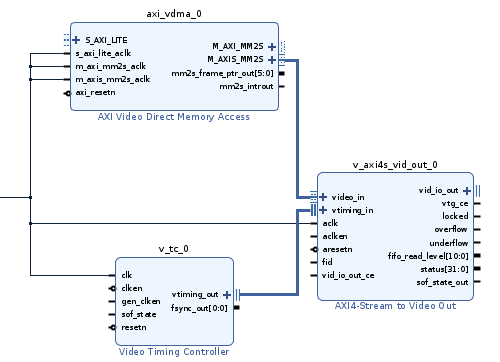 axi_vdma_0
S_AXI_LITE
s_axi_lite_aclk
m_axi_mm2s_aclk
m_axis_mm2s_aclk
axi_resetn
M_AXI_MM2S
M_AXIS_MM2S
mm2s_frame_ptr_out[5:0]
mm2s_introut
AXI Video Direct Memory Access
v_axi4s_vid_out_0
video_in
vtiming_in
aclk
aclken
aresetn
fid
vid_io_out_ce
vid_io_out
vtg_ce
locked
overflow
underflow
fifo_read_level[10:0]
status[31:0]
sof_state_out
AXI4-Stream to Video Out
v_tc_0
clk
clken
gen_clken
sof_state
resetn
vtiming_out
fsync_out[0:0]
Video Timing Controller